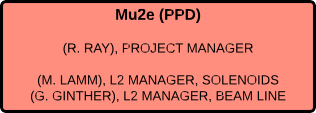 Mu2e (PPD)
(R. RAY), PROJECT MANAGER
(M. LAMM), L2 MANAGER, SOLENOIDS
(G. GINTHER), L2 MANAGER, BEAM LINE